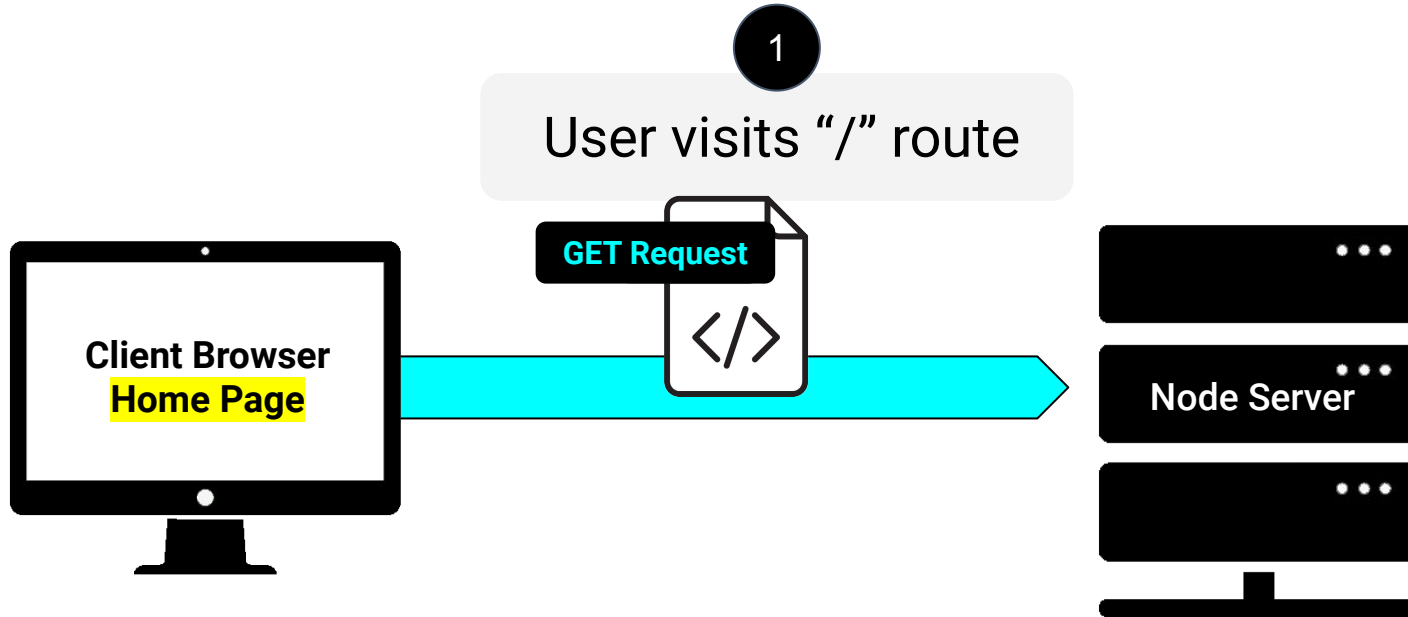 1
User visits “/” route
GET Request
</>
Client Browser
Home Page
Node Server